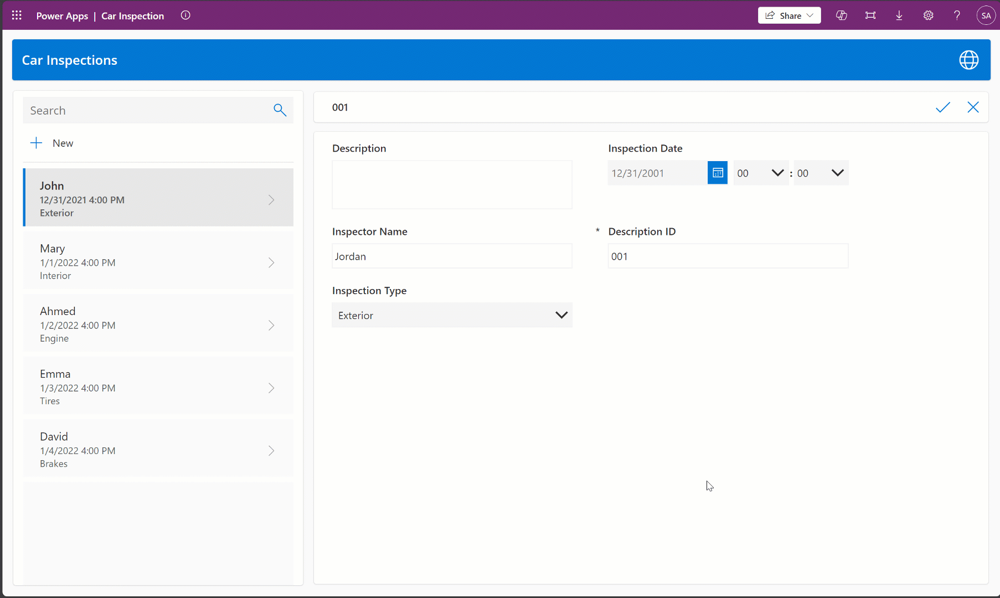 Power Apps | Car Inspection
Share
SA
Car Inspections
Search
New
John
12/31/2021 4:00 PM
Exterior
Mary
1/1/2022 4:00 PM
Interior
Ahmed
1/2/2022 4:00 PM
Engine
Emma
1/3/2022 4:00 PM
Tires
David
1/4/2022 4:00 PM
Brakes
001
Description
Inspection Date
12/31/2001
00 : 00
Inspector Name
* Description ID
Jordan
001
Inspection Type
Exterior